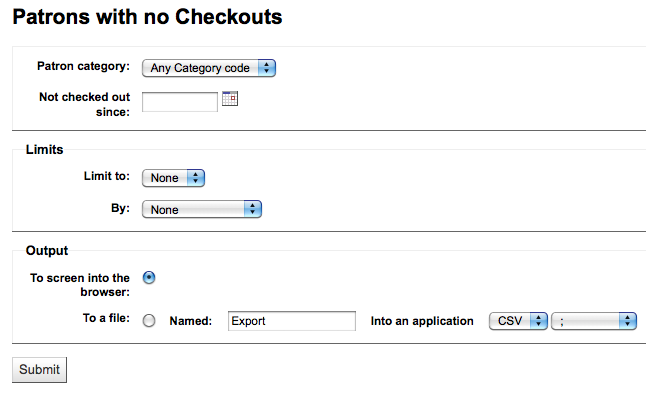 Patrons with no Checkouts
Patron category: Any Category code
Not checked out
since:
Limits
Limit to: None
By: None
Output
To screen into the
browser:
To a file: Named: Export Into an application CSV ;
Submit